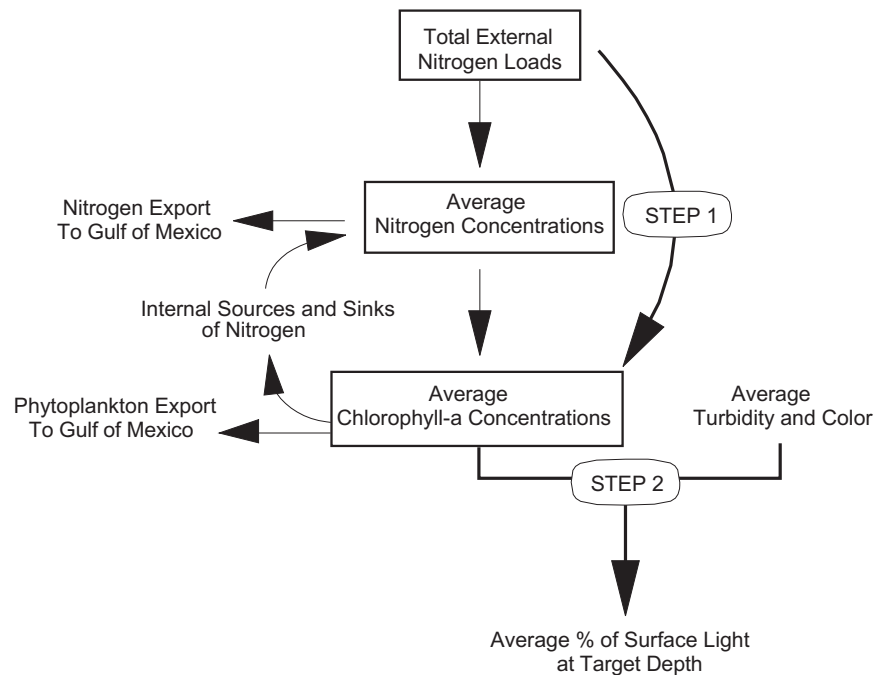 Total External
Nitrogen Loads
Average
Nitrogen Concentrations
STEP 1
Nitrogen Export
To Gulf of Mexico
Internal Sources and Sinks
of Nitrogen
Average
Chlorophyll-a Concentrations
Phytoplankton Export
To Gulf of Mexico
Average
Turbidity and Color
STEP 2
Average % of Surface Light
at Target Depth